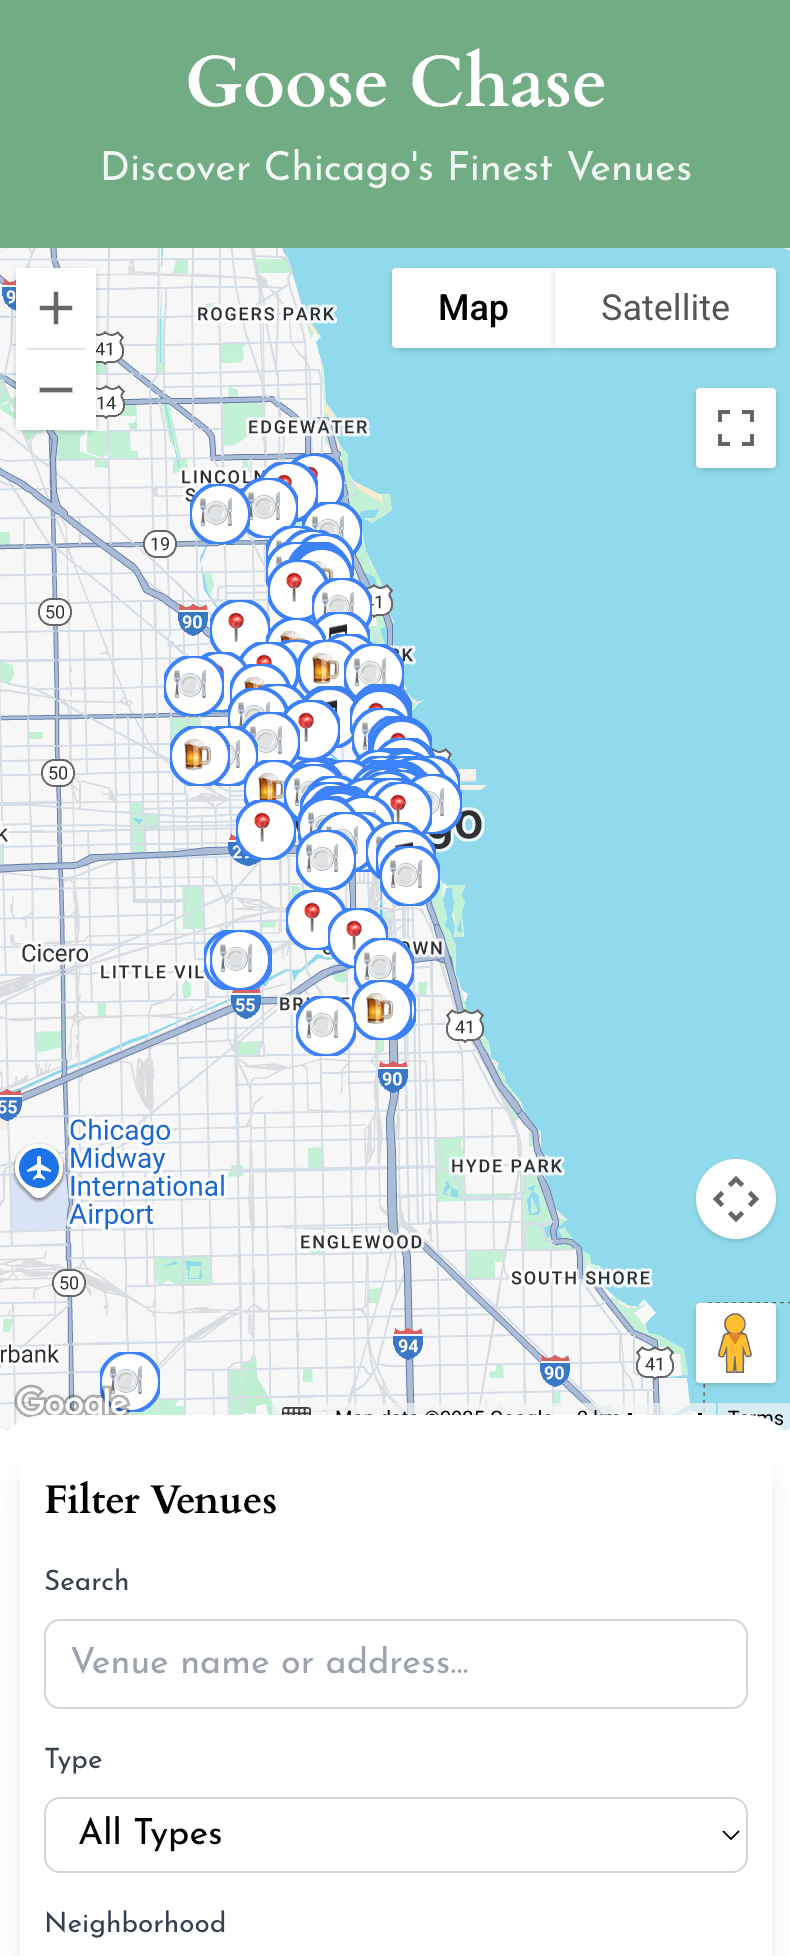 Goose Chase
Discover Chicago's Finest Venues
Map
Satellite
ROGERS PARK
41
14
EDGEWATER
LINCOLN
19
50
90
50
Cicero
LITTLE VIL
55
41
90
55
Chicago
Midway
International
Airport
HYDE PARK
ENGLEWOOD
50
SOUTH SHORE
94
90
41
rbank
Google
Map data ©2025 Google
2 km
Terms
Filter Venues
Search
Venue name or address...
Type
All Types
Neighborhood